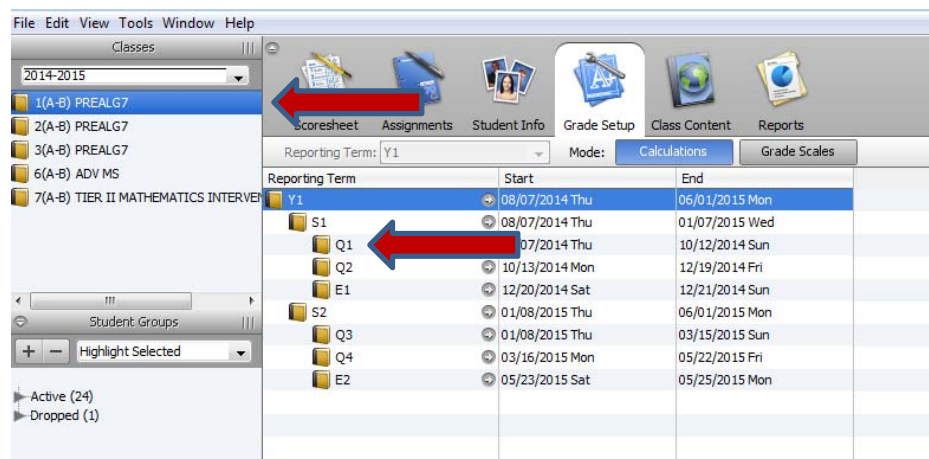 File Edit View Tools Window Help
Classes
2014-2015
1(A-B) PREALG7
2(A-B) PREALG7
3(A-B) PREALG7
6(A-B) ADV MS
7(A-B) TIER II MATHEMATICS INTERVEN
Student Groups
+ − Highlight Selected
Active (24)
Dropped (1)
Scoresheet Assignments Student Info Grade Setup Class Content Reports
Reporting Term: Y1 Mode: Calculations Grade Scales
Reporting Term Start End
Y1 08/07/2014 Thu 06/01/2015 Mon
S1 08/07/2014 Thu 01/07/2015 Wed
Q1 07/2014 Thu 10/12/2014 Sun
Q2 10/13/2014 Mon 12/19/2014 Fri
E1 12/20/2014 Sat 12/21/2014 Sun
S2 01/08/2015 Thu 06/01/2015 Mon
Q3 01/08/2015 Thu 03/15/2015 Sun
Q4 03/16/2015 Mon 05/22/2015 Fri
E2 05/23/2015 Sat 05/25/2015 Mon